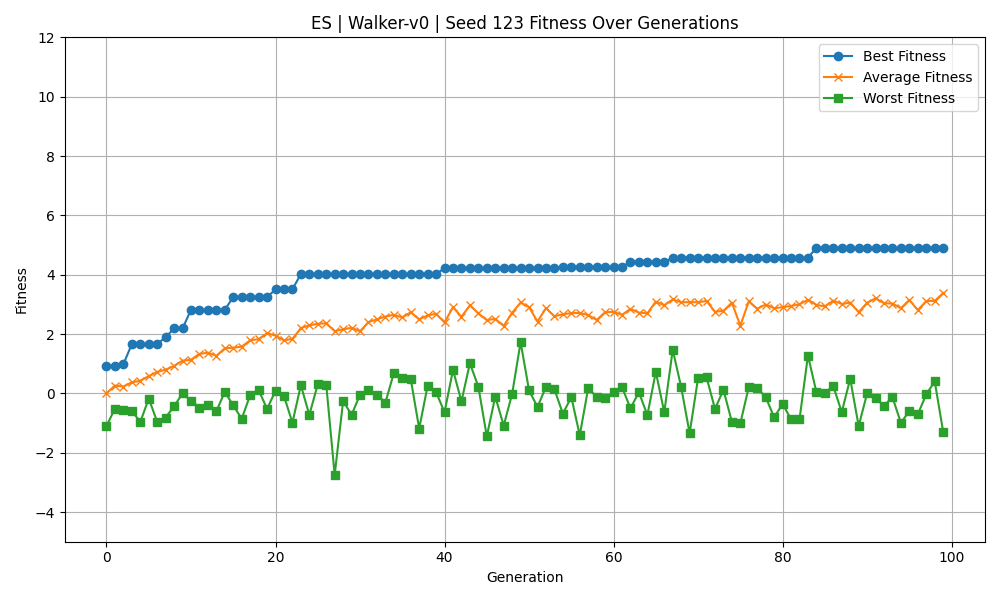 ES | Walker-v0 | Seed 123 Fitness Over Generations
Best Fitness
Average Fitness
Worst Fitness
Fitness
12
10
8
6
4
2
0
−2
−4
0 20 40 60 80 100
Generation